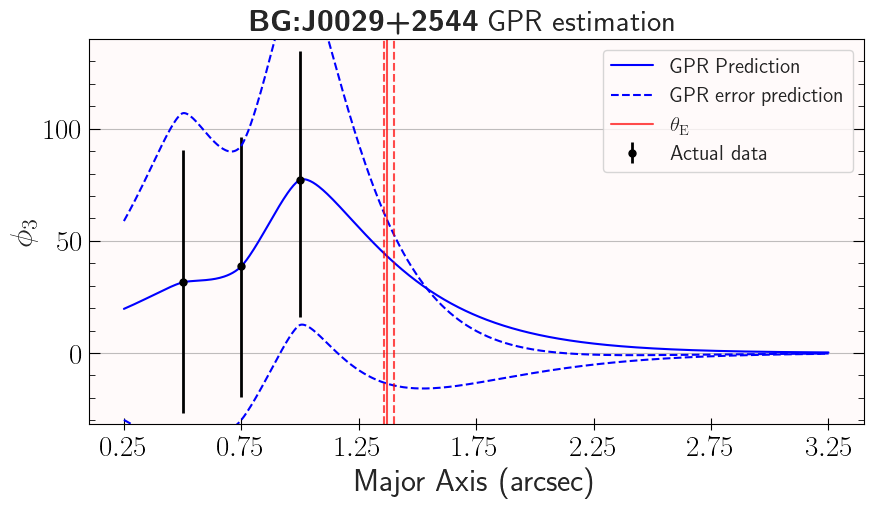 BG:J0029+2544 GPR estimation
GPR Prediction
GPR error prediction
θE
Actual data
ϕ3
100
50
0
0.25 0.75 1.25 1.75 2.25 2.75 3.25
Major Axis (arcsec)